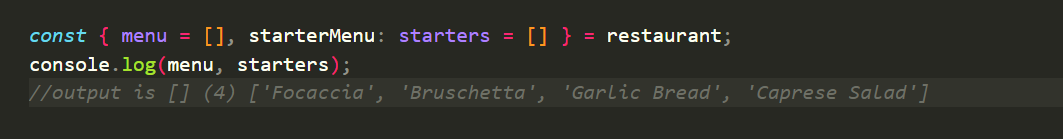 const { menu = [], starterMenu: starters = [] } = restaurant;
console.log(menu, starters);
//output is [] (4) ['Focaccia', 'Bruschetta', 'Garlic Bread', 'Caprese Salad']